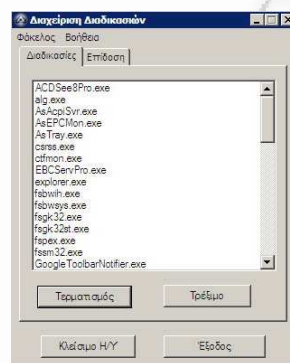 Διαχείριση Διαδικασιών
Φάκελος Βοήθεια
Διαδικασίες Επίδοση
ACDSee8Pro.exe
alg.exe
AsAcpiSvr.exe
AsEPCMon.exe
AsTray.exe
csrss.exe
ctfmon.exe
EBCServPro.exe
explorer.exe
fsbwih.exe
fsbwsys.exe
fsgk32.exe
fsgk32st.exe
fspex.exe
fssm32.exe
GoogleToolbarNotifier.exe
Τερματισμός Τρέξιμο
Κλείσιμο Η/Υ Έξοδος